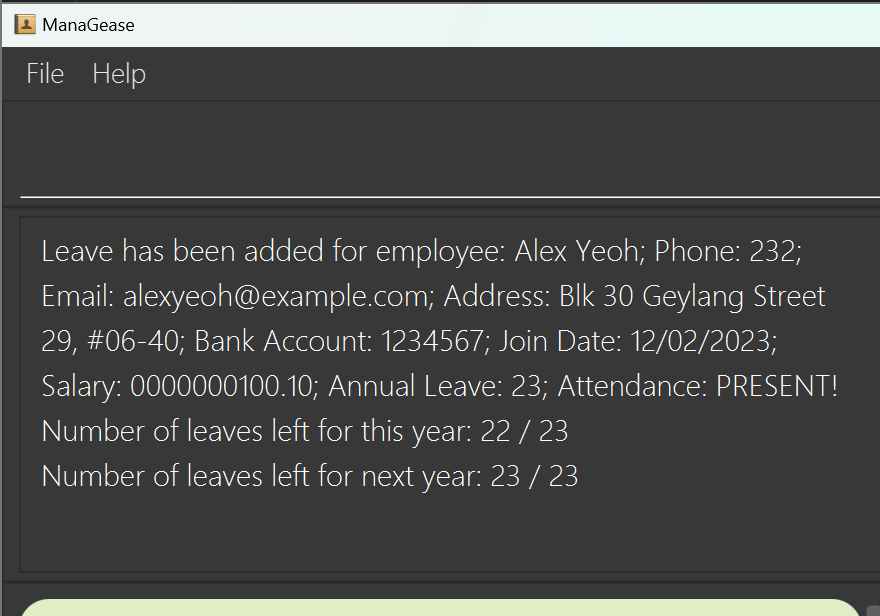 ManaGease
File Help
Leave has been added for employee: Alex Yeoh; Phone: 232;
Email: alexyeoh@example.com; Address: Blk 30 Geylang Street
29, #06-40; Bank Account: 1234567; Join Date: 12/02/2023;
Salary: 0000000100.10; Annual Leave: 23; Attendance: PRESENT!
Number of leaves left for this year: 22 / 23
Number of leaves left for next year: 23 / 23